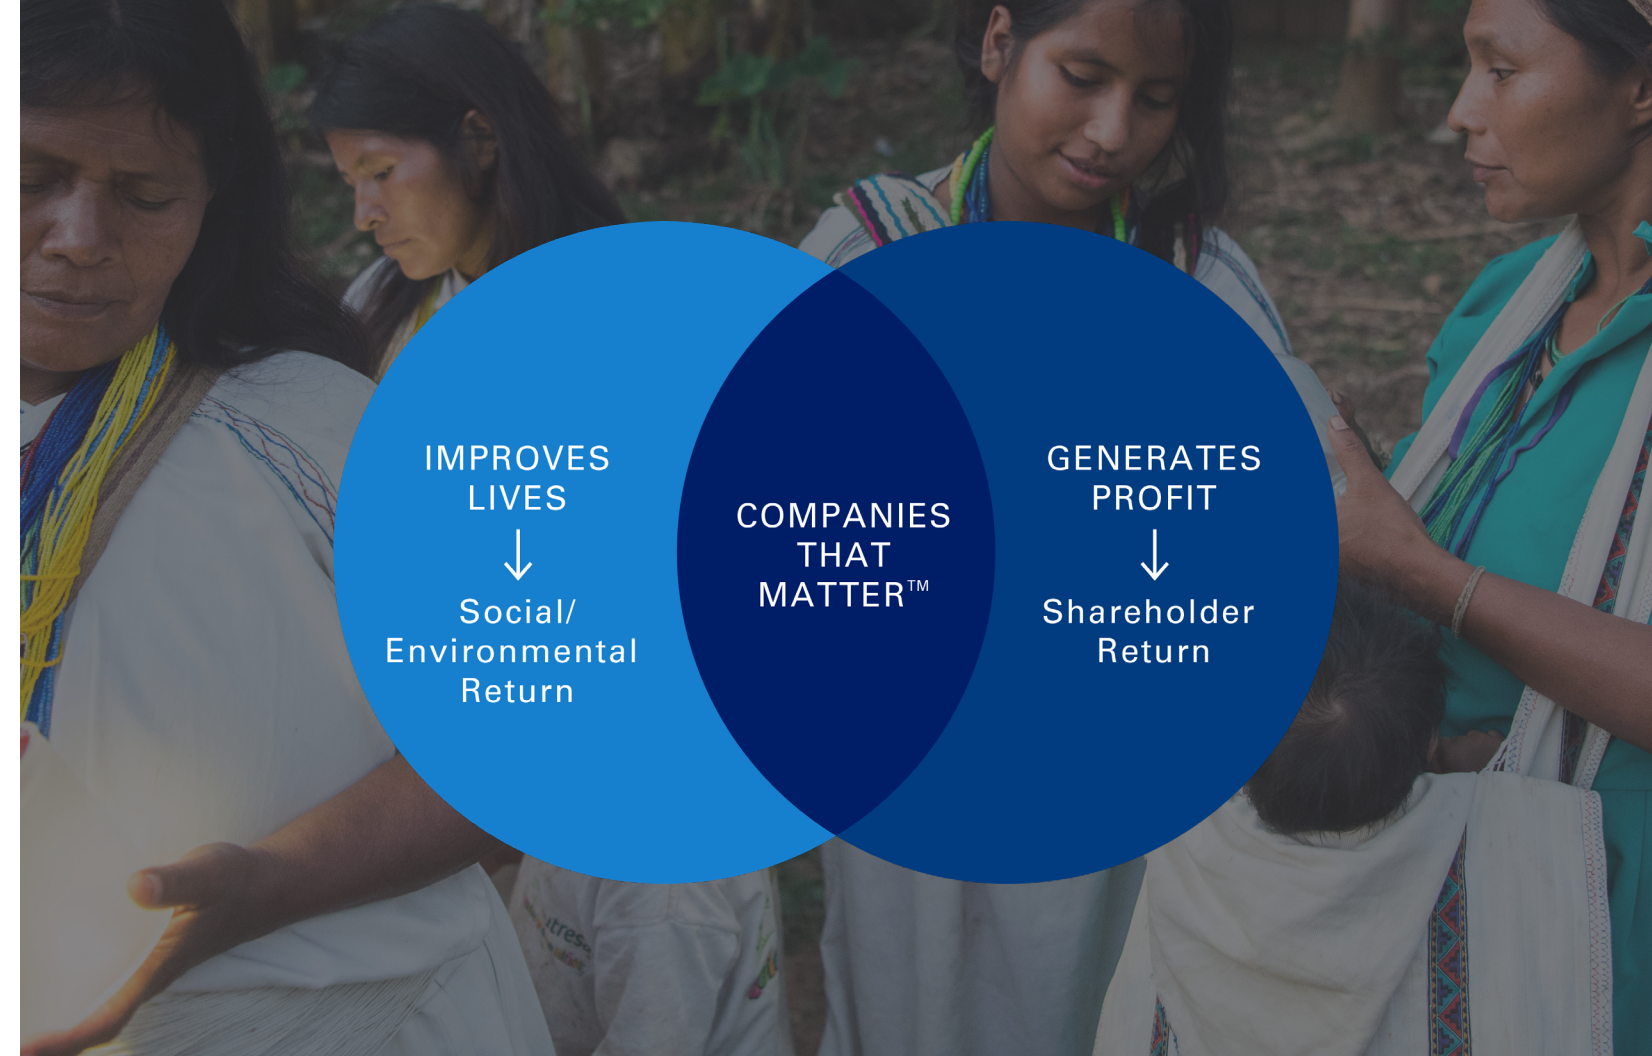 IMPROVES
LIVES
Social/
Environmental
Return
COMPANIES
THAT
MATTER™
GENERATES
PROFIT
Shareholder
Return